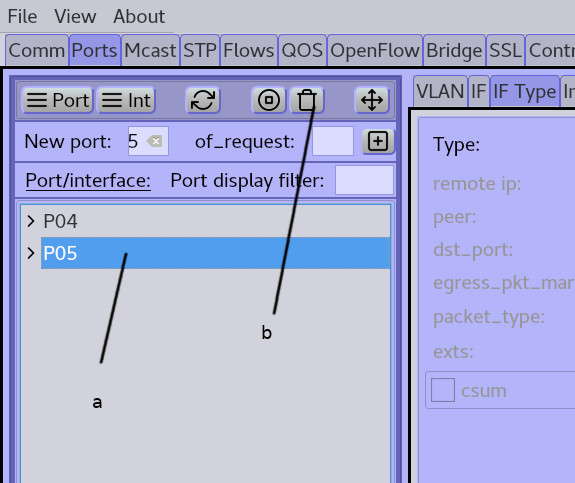 File View About
Comm Ports Mcast STP Flows QOS OpenFlow Bridge SSL Contr
Port Int
VLAN IF IF Type In
New port: 5 of_request:
Port/interface: Port display filter:
P04
P05
Type:
remote ip:
peer:
dst_port:
egress_pkt_mar
packet_type:
exts:
csum
a
b